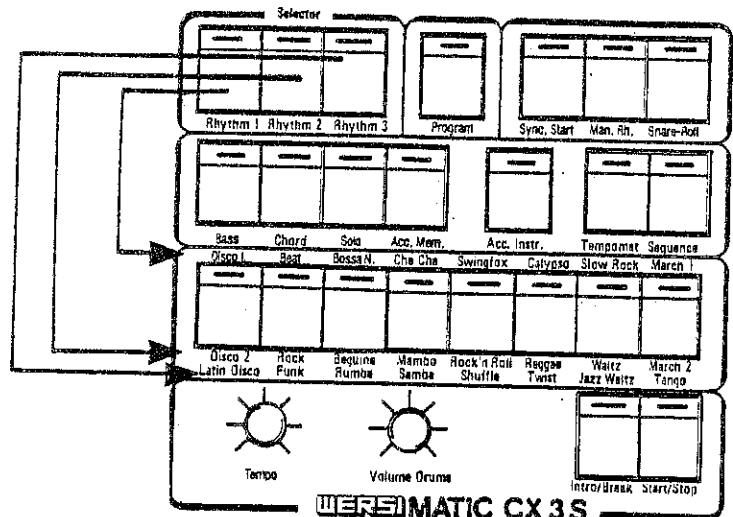 Selector
Rhythm 1 Rhythm 2 Rhythm 3 Program Sync. Start Man. Rh. Snare-Roll
Bass Chord Solo Acc. Mem. Acc. Instr. Tempomat Sequence
Disco 1 Beat Bossa N. Cha Cha Swingfox Calypso Slow Rock March 1
Disco 2 Rock Beguine Mambo Rock'n Roll Reggae Waltz March 2
Latin Disco Funk Rumba Samba Shuffle Twist Jazz Waltz Tango
Tempo Volume Drums Intro/Break Start/Stop
WERSIMATIC CX 3 S